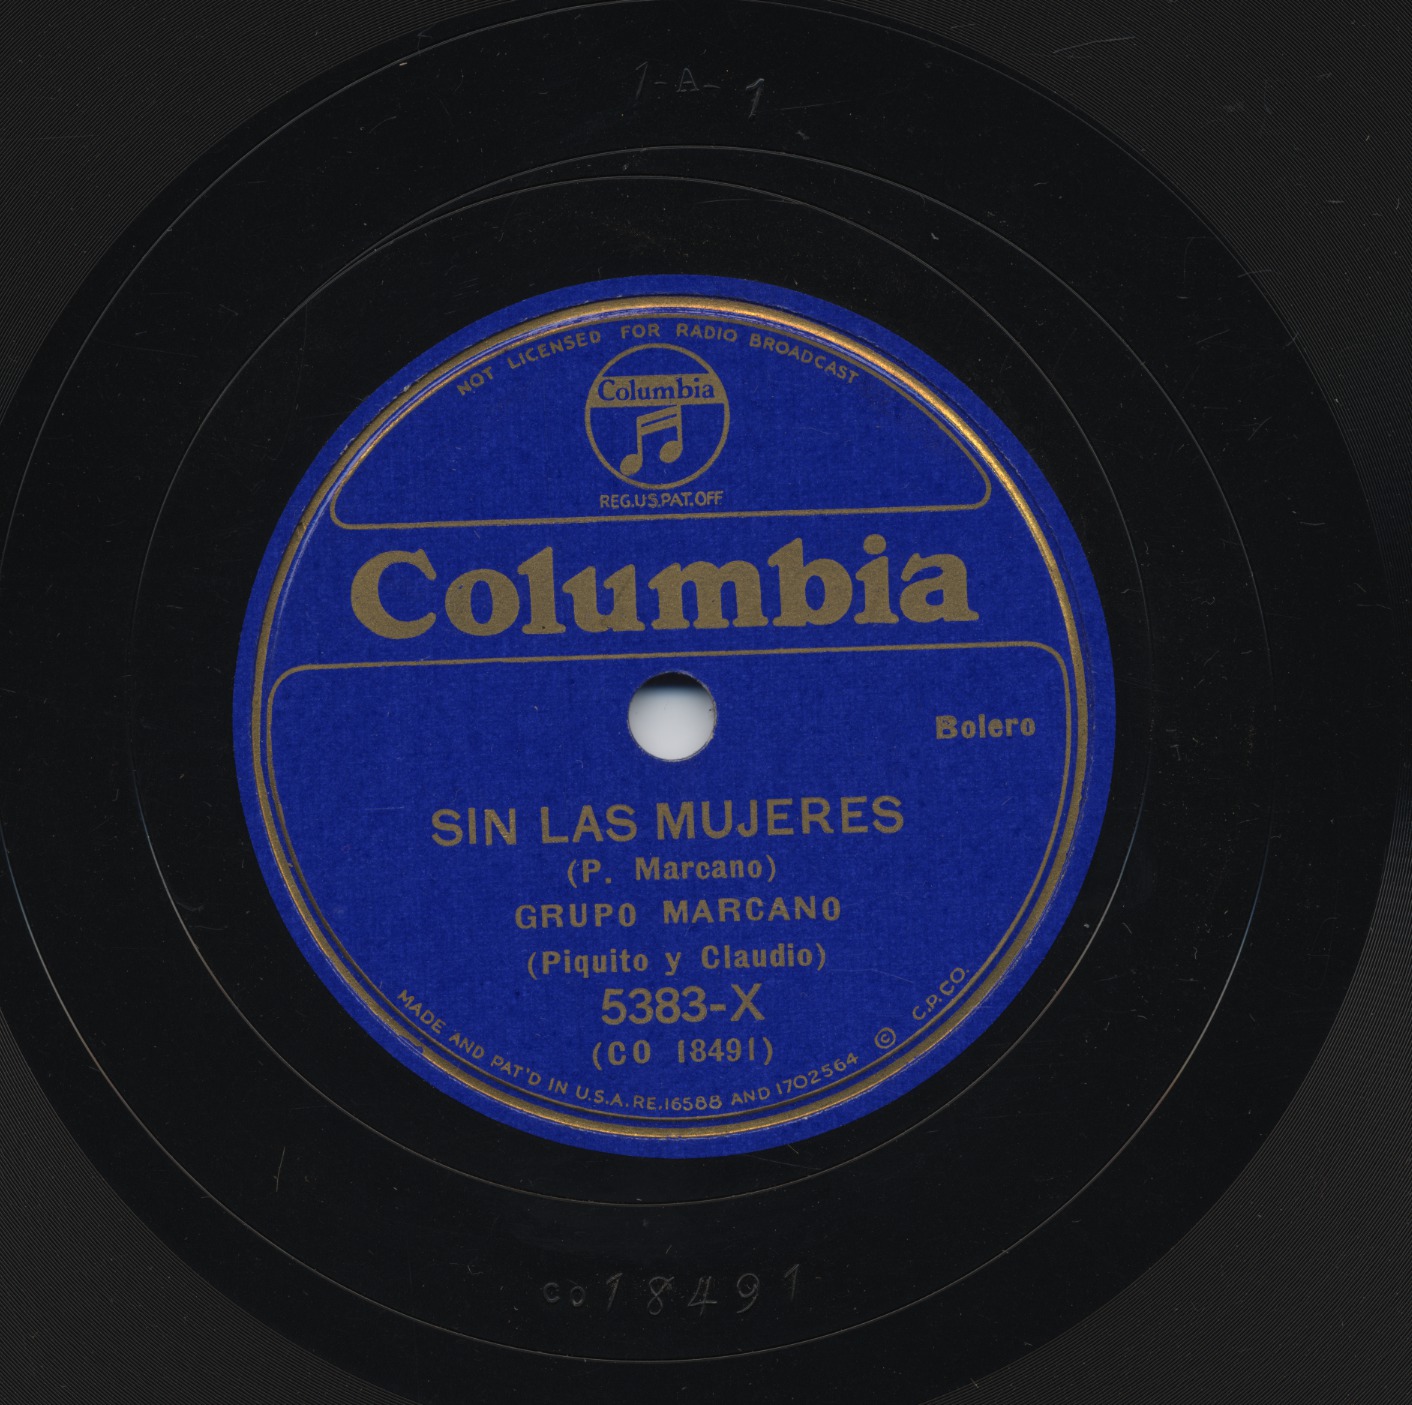 1-A-1
NOT LICENSED FOR RADIO BROADCAST
Columbia
REG.U.S.PAT.OFF
Columbia
Bolero
SIN LAS MUJERES
(P. Marcano)
GRUPO MARCANO
(Piquito y Claudio)
5383-X
(CO 18491)
MADE AND PAT'D IN U.S.A. RE.16588 AND 1702564 © C.P.CO.
CO18491